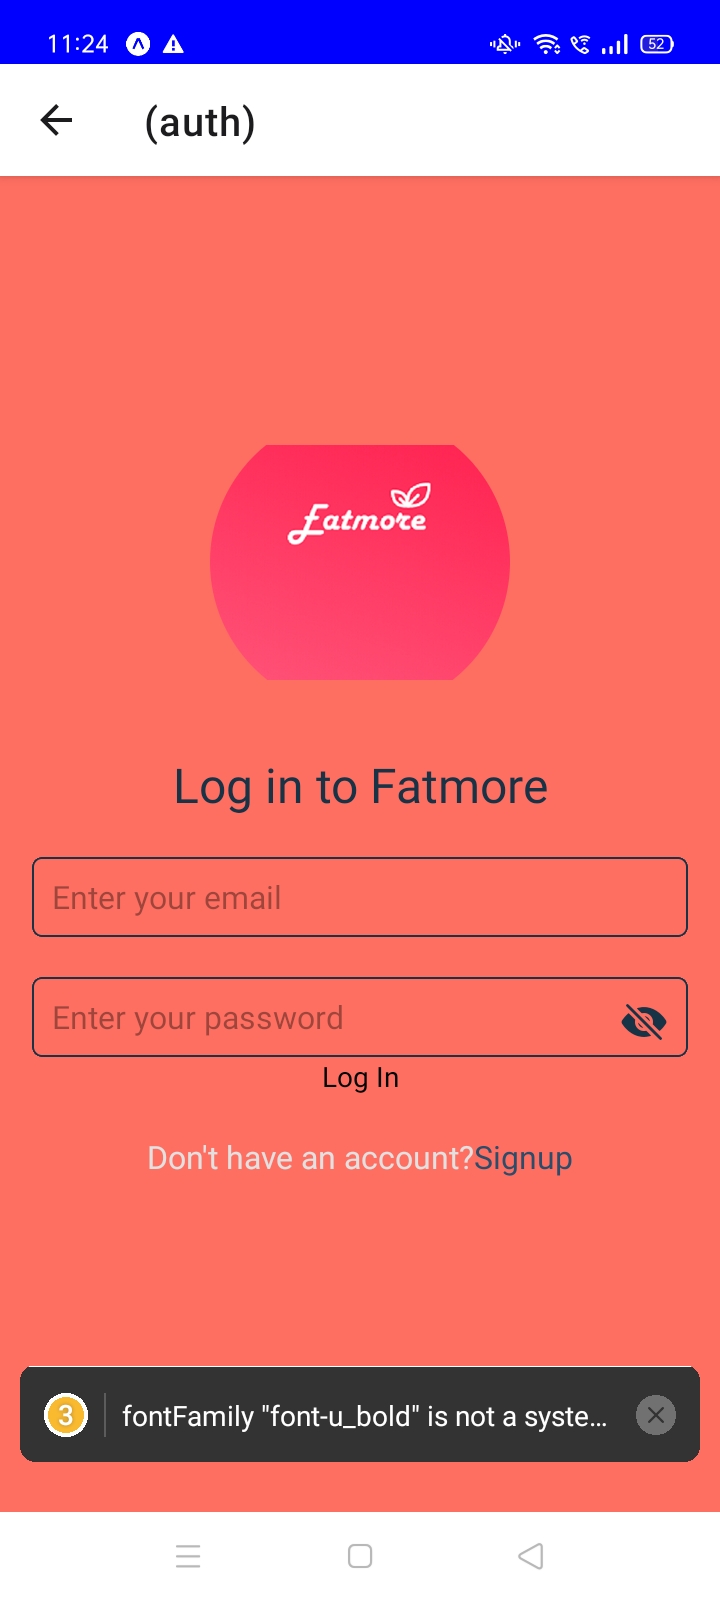 11:24
52
(auth)
Eatmore
Log in to Fatmore
Enter your email
Enter your password
Log In
Don't have an account?Signup
3
fontFamily "font-u_bold" is not a syste...